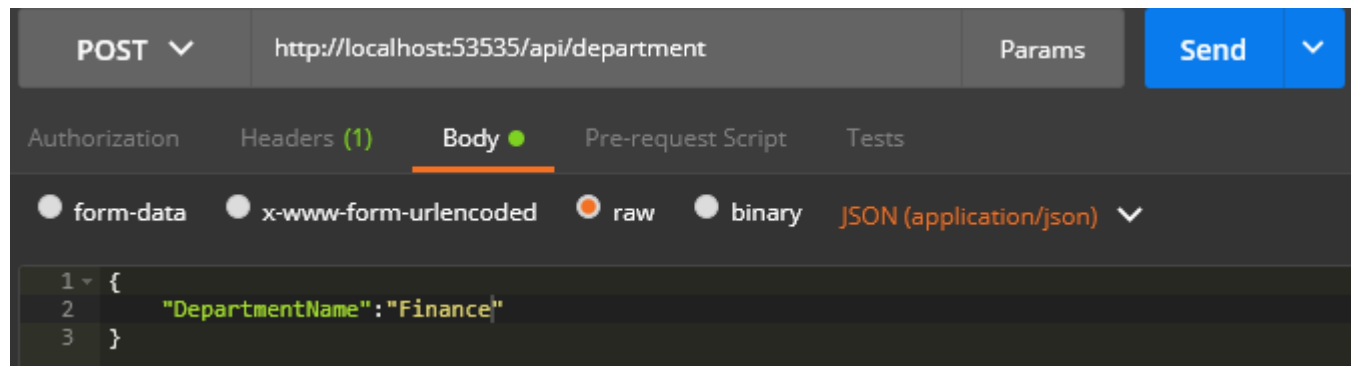 POST http://localhost:53535/api/department Params Send
Authorization Headers (1) Body Pre-request Script Tests
form-data x-www-form-urlencoded raw binary JSON (application/json)
1 {
2 "DepartmentName":"Finance"
3 }